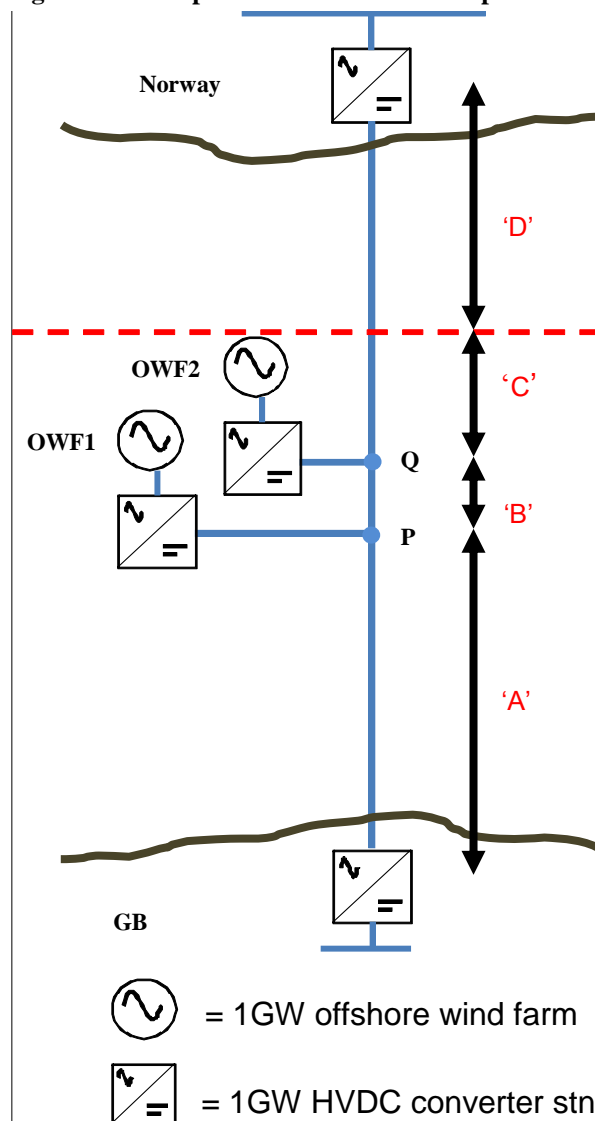 Norway
'D'
OWF2
'C'
OWF1
Q
'B'
P
'A'
GB
= 1GW offshore wind farm
= 1GW HVDC converter stn